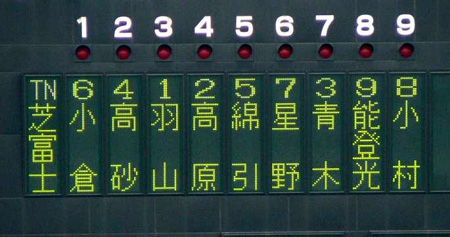 1 2 3 4 5 6 7 8 9
TN 芝富士
6 小倉
4 高砂
1 羽山
2 高原
5 綿引
7 星野
3 青木
9 能登光
8 小村